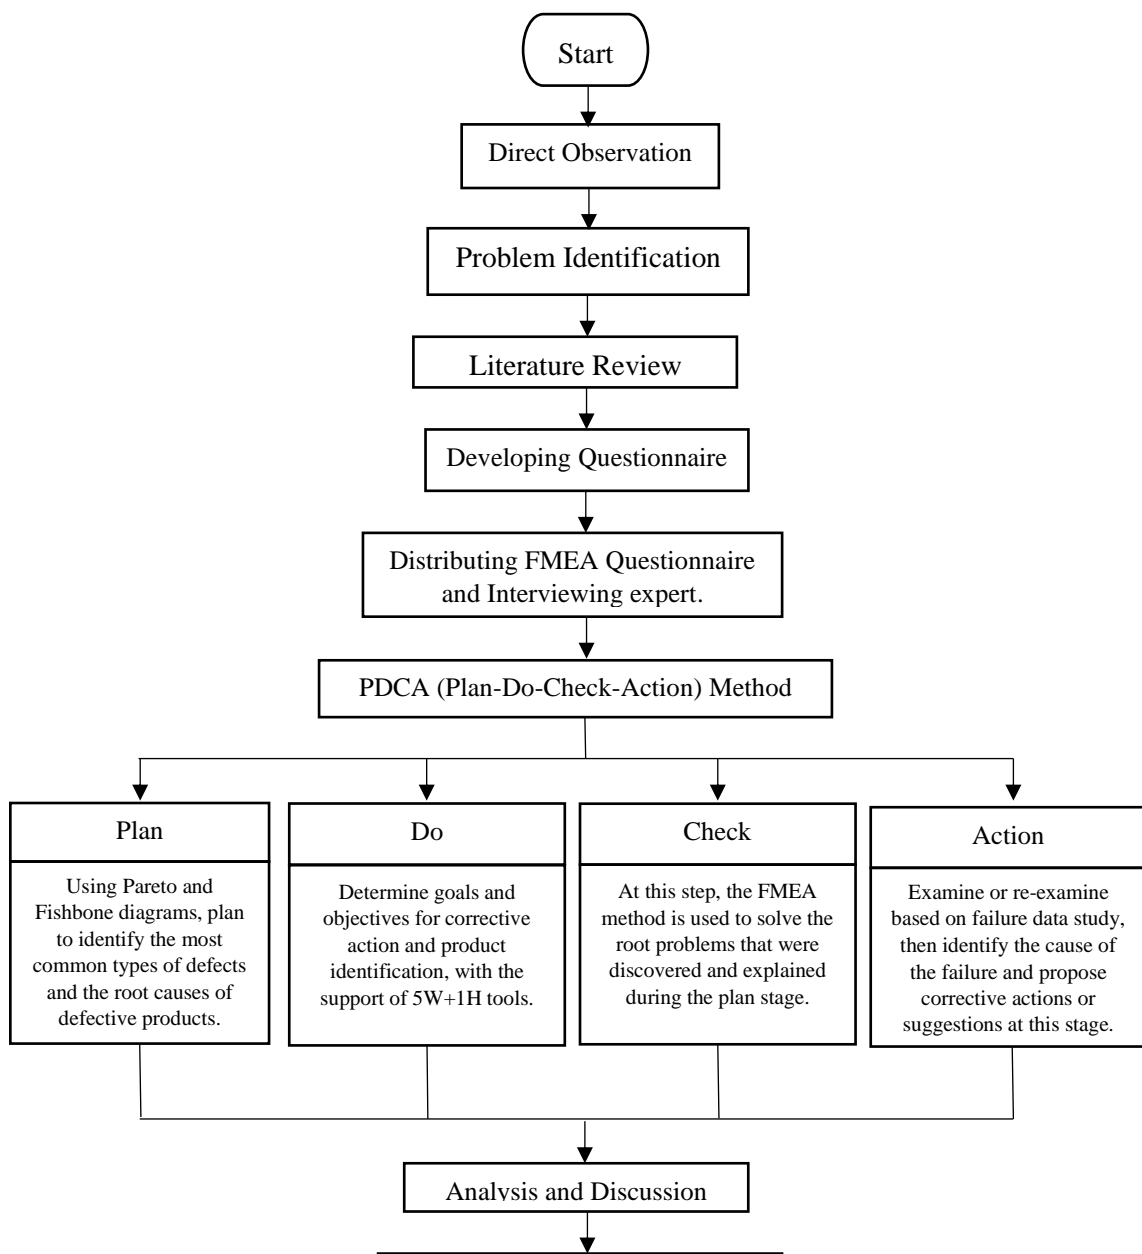 Start
Direct Observation
Problem Identification
Literature Review
Developing Questionnaire
Distributing FMEA Questionnaire
and Interviewing expert.
PDCA (Plan-Do-Check-Action) Method
Plan
Using Pareto and
Fishbone diagrams, plan
to identify the most
common types of defects
and the root causes of
defective products.
Do
Determine goals and
objectives for corrective
action and product
identification, with the
support of 5W+1H tools.
Check
At this step, the FMEA
method is used to solve the
root problems that were
discovered and explained
during the plan stage.
Action
Examine or re-examine
based on failure data study,
then identify the cause of
the failure and propose
corrective actions or
suggestions at this stage.
Analysis and Discussion